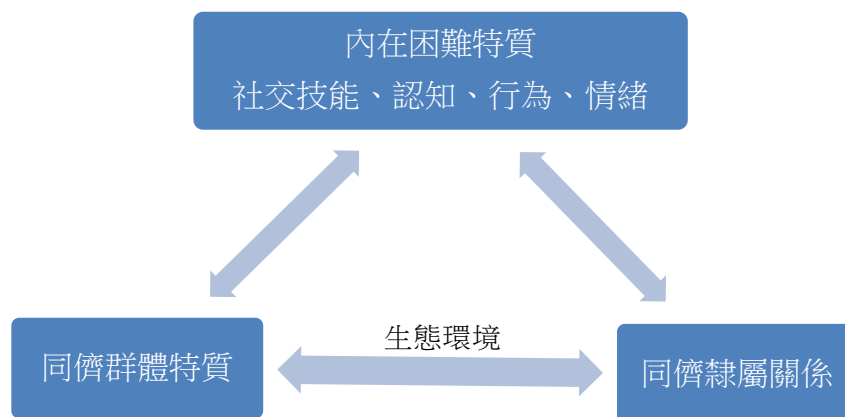 內在困難特質
社交技能、認知、行為、情緒
生態環境
同儕群體特質
同儕隸屬關係